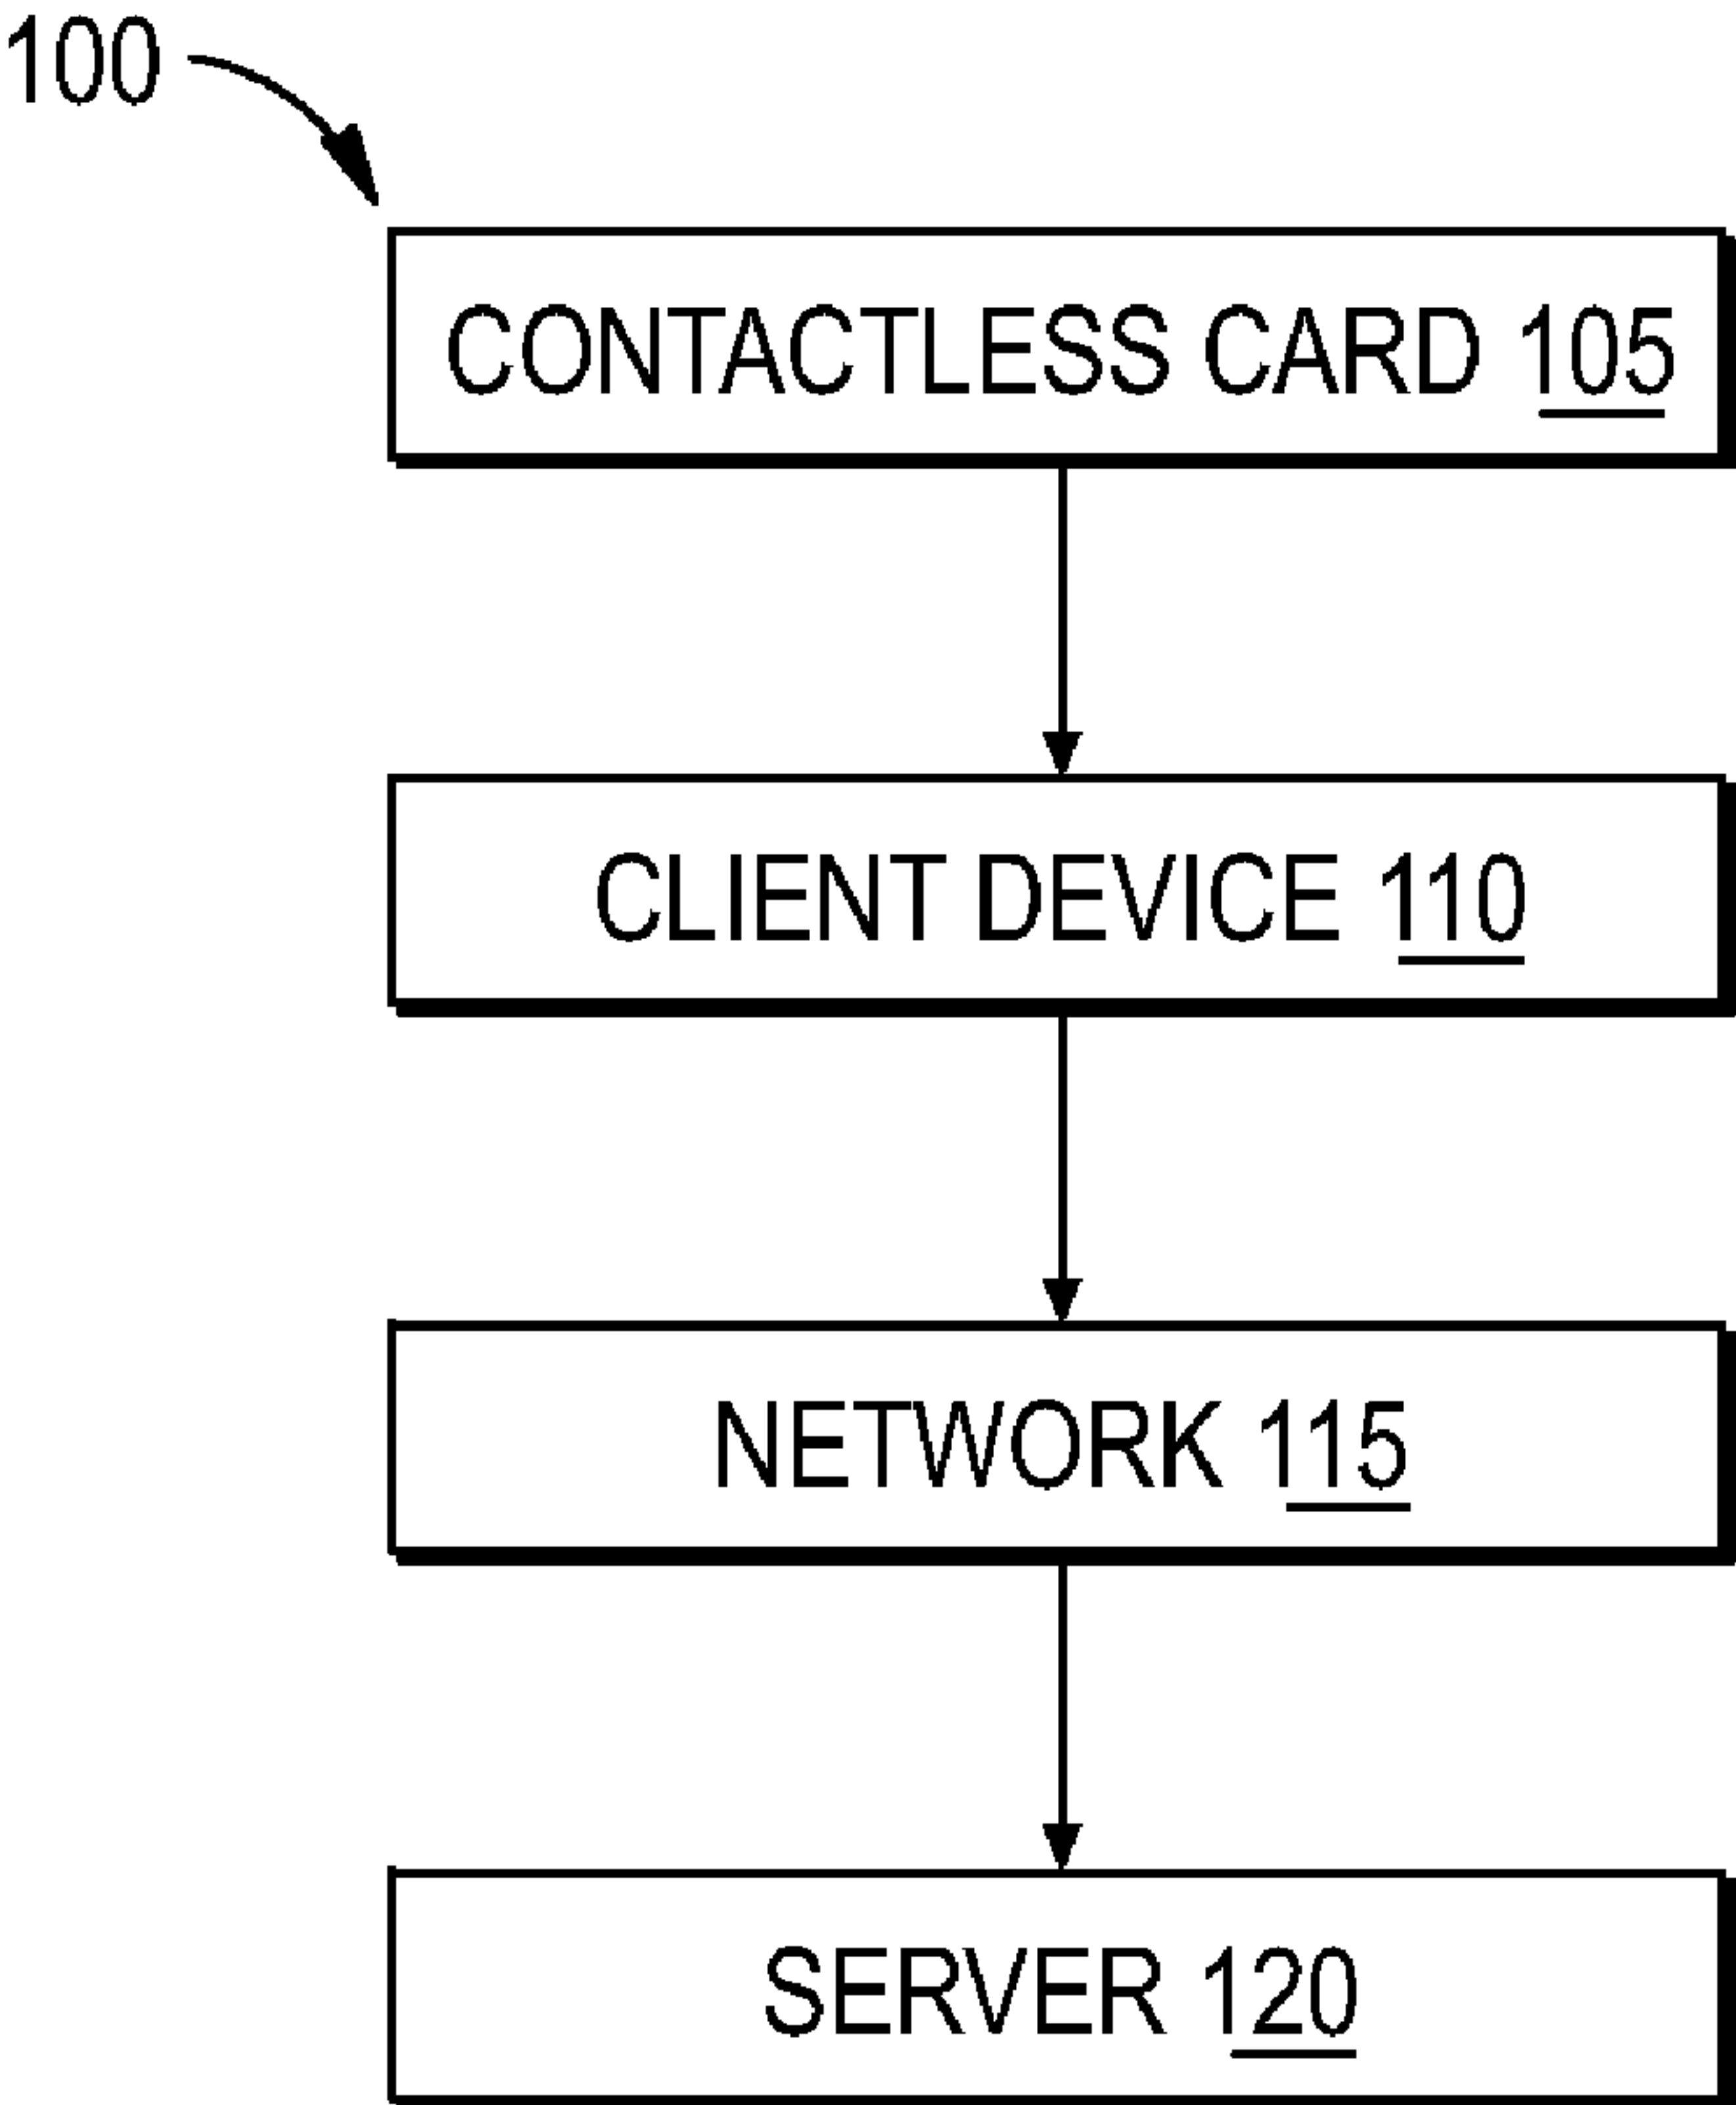 100
CONTACTLESS CARD 105
CLIENT DEVICE 110
NETWORK 115
SERVER 120